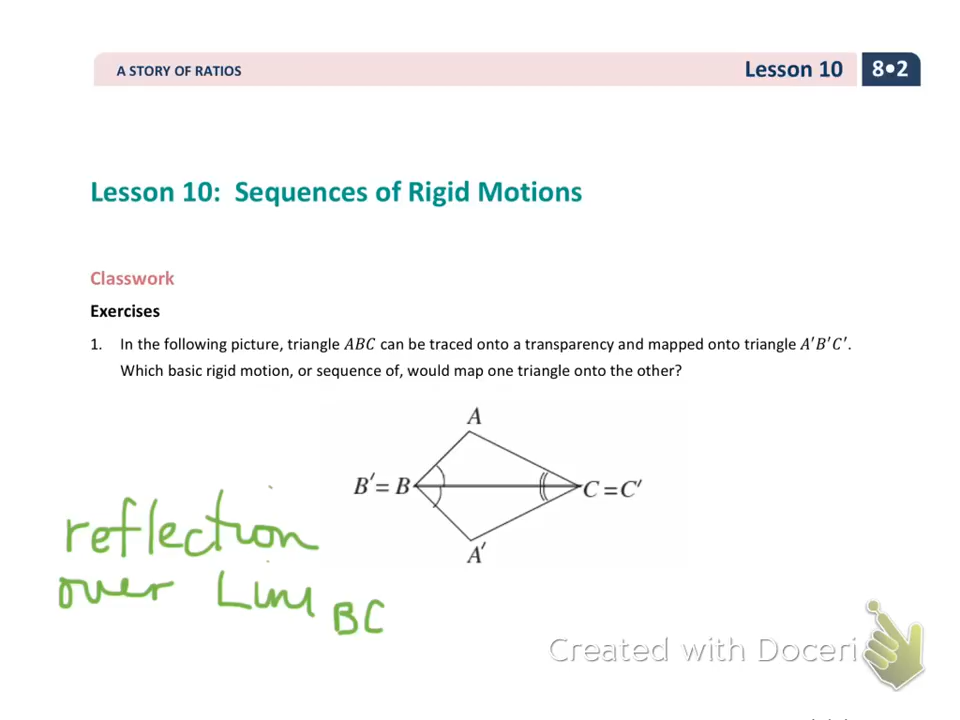 A STORY OF RATIOS
Lesson 10
8•2
Lesson 10: Sequences of Rigid Motions
Classwork
Exercises
1. In the following picture, triangle ABC can be traced onto a transparency and mapped onto triangle A′B′C′.
Which basic rigid motion, or sequence of, would map one triangle onto the other?
A
B′= B
C = C′
A′
reflection
over Line BC
Created with Doceri